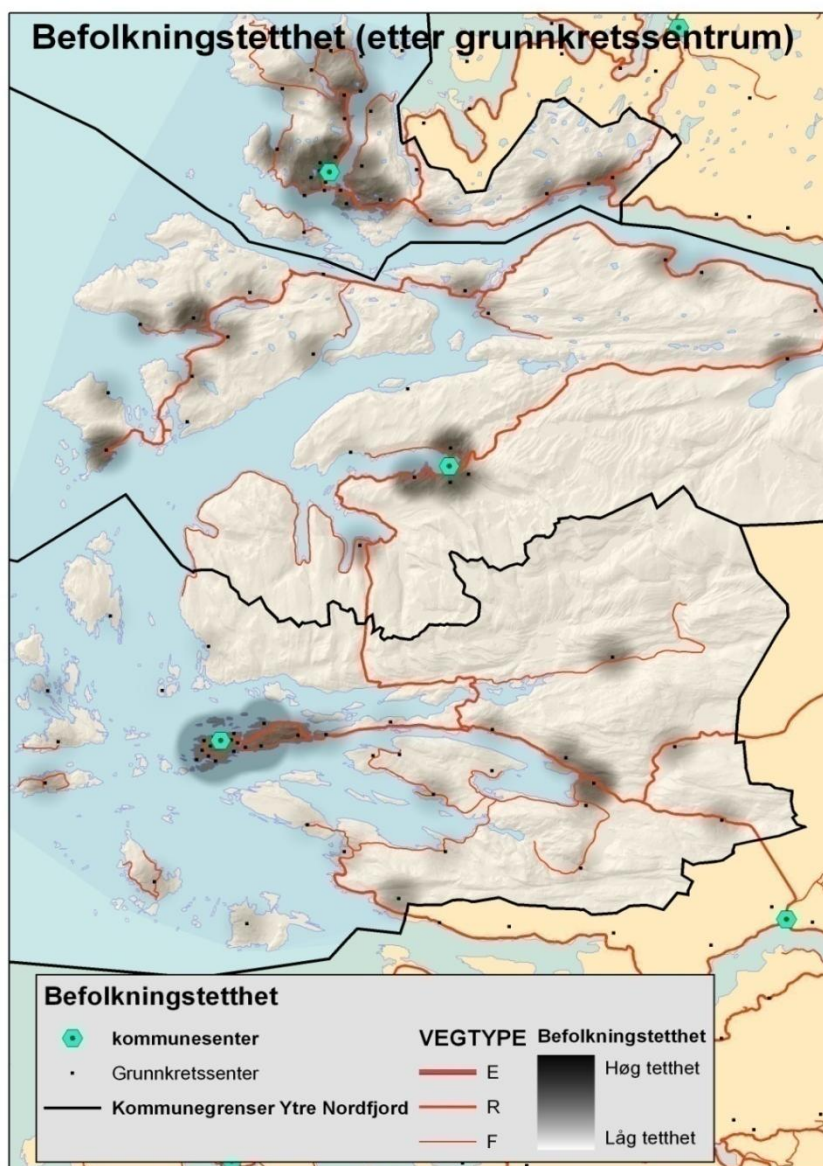 Befolkningstetthet (etter grunnkretssentrum)
Befolkningstetthet
kommunesenter
Grunnkretssenter
Kommunegrenser Ytre Nordfjord
VEGTYPE
E
R
F
Befolkningstetthet
Høg tetthet
Låg tetthet